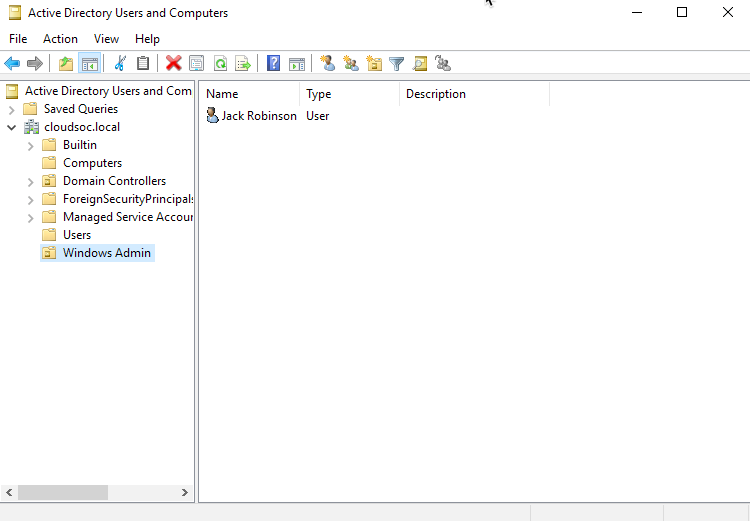 Active Directory Users and Computers
File Action View Help
Active Directory Users and Com
Saved Queries
cloudsoc.local
Builtin
Computers
Domain Controllers
ForeignSecurityPrincipals
Managed Service Accour
Users
Windows Admin
Name Type Description
Jack Robinson User